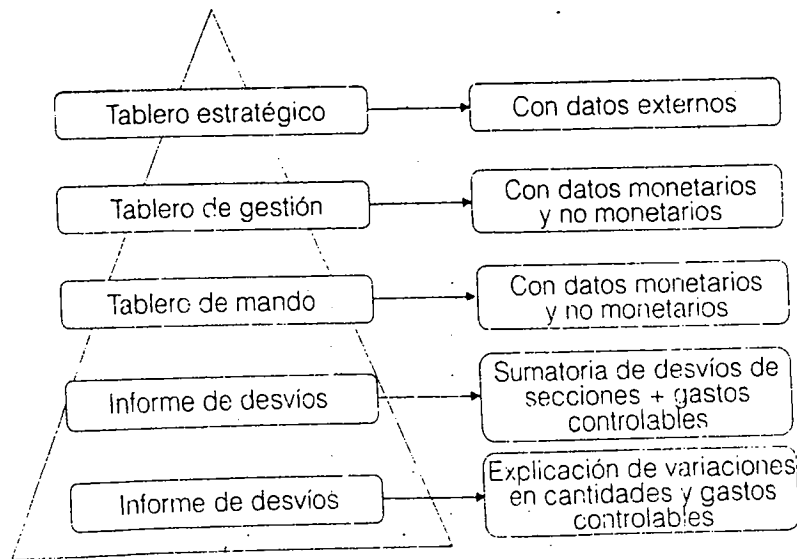 Tablero estratégico
Con datos externos
Tablero de gestión
Con datos monetarios
y no monetarios
Tablero de mando
Con datos monetarios
y no monetarios
Informe de desvíos
Sumatoria de desvíos de
secciones + gastos
controlables
Informe de desvíos
Explicación de variaciones
en cantidades y gastos
controlables